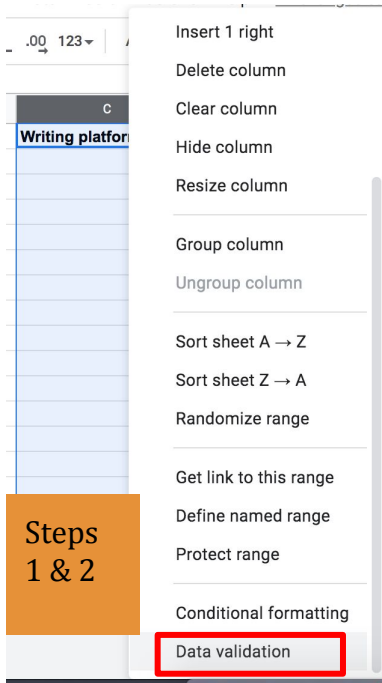 .00 123
Insert 1 right
Delete column
C
Clear column
Writing platfor
Hide column
Resize column
Group column
Ungroup column
Sort sheet A → Z
Sort sheet Z → A
Randomize range
Get link to this range
Define named range
Protect range
Steps
1 & 2
Conditional formatting
Data validation